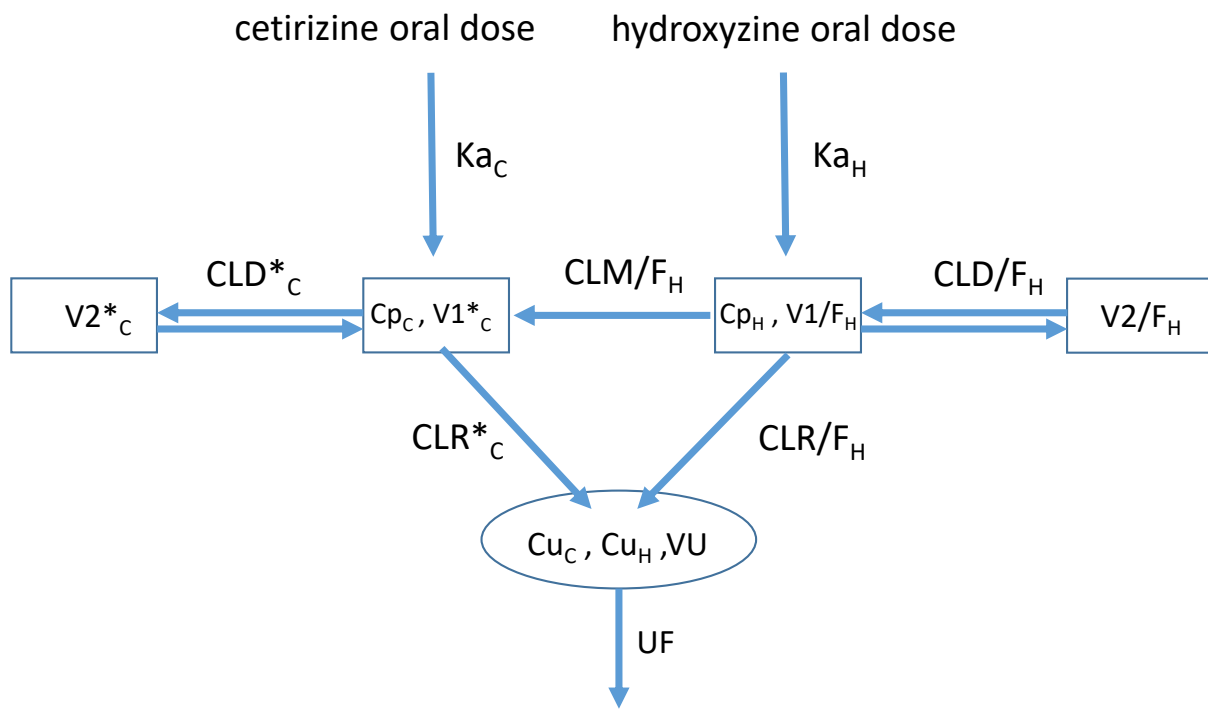 cetirizine oral dose
hydroxyzine oral dose
KaC
KaH
CLD*C
CLM/FH
CLD/FH
V2*C
CpC , V1*C
CpH , V1/FH
V2/FH
CLR*C
CLR/FH
CuC , CuH ,VU
UF